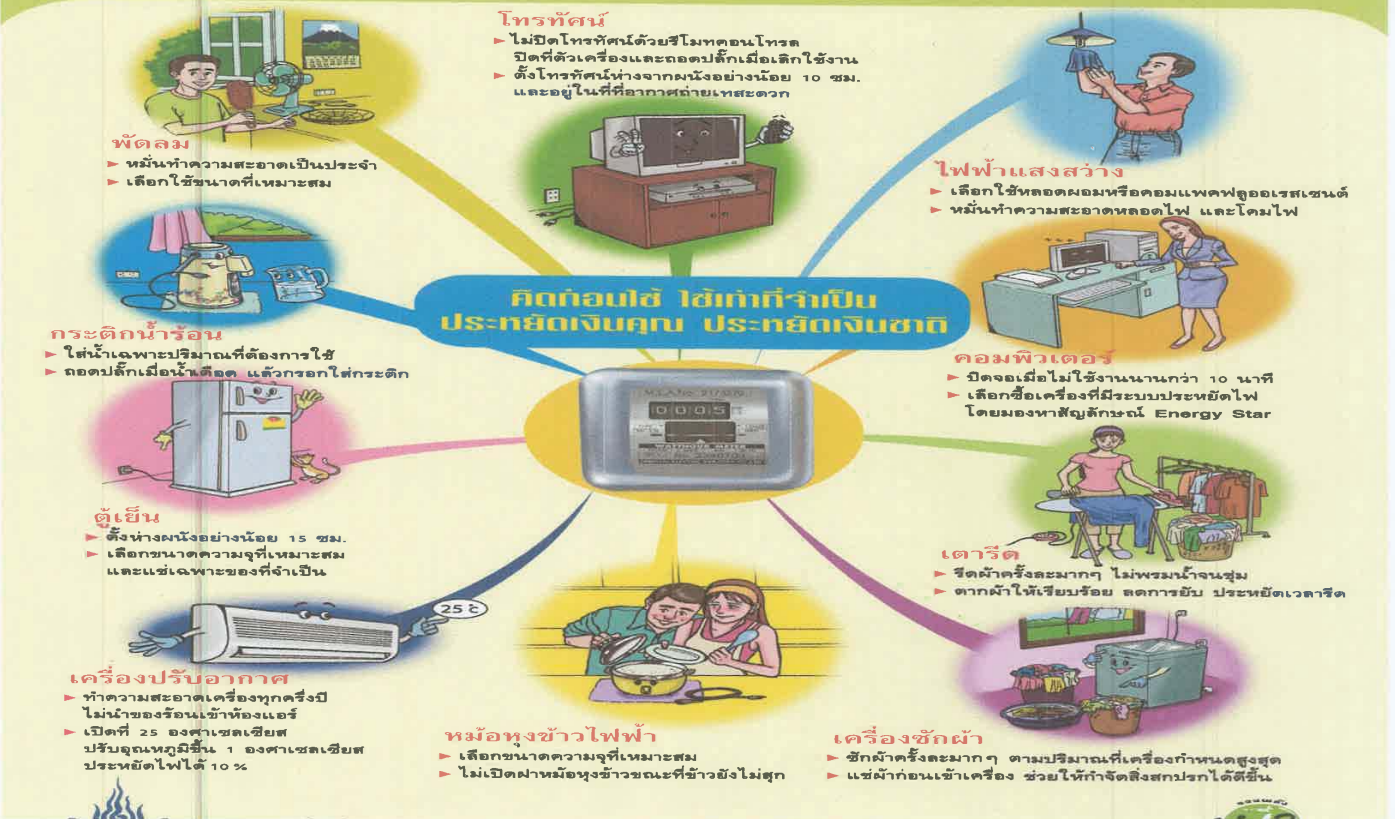 โทรทัศน์
► ไม่ปิดโทรทัศน์ด้วยรีโมทคอนโทรล
ปิดที่ตัวเครื่องและถอดปลั๊กเมื่อเลิกใช้งาน
► ตั้งโทรทัศน์ห่างจากผนังอย่างน้อย 10 ซม.
และอยู่ในที่ที่อากาศถ่ายเทสะดวก
พัดลม
► หมั่นทำความสะอาดเป็นประจำ
► เลือกใช้ขนาดที่เหมาะสม
ไฟฟ้าแสงสว่าง
► เลือกใช้หลอดผอมหรือคอมแพคฟลูออเรสเซนต์
► หมั่นทำความสะอาดหลอดไฟ และโคมไฟ
คิดก่อนใช้ ใช้เท่าที่จำเป็น
ประหยัดเงินคุณ ประหยัดเงินชาติ
กระติกน้ำร้อน
► ใส่น้ำเฉพาะปริมาณที่ต้องการใช้
► ถอดปลั๊กเมื่อน้ำเดือด แล้วกรอกใส่กระติก
คอมพิวเตอร์
► ปิดจอเมื่อไม่ใช้งานนานกว่า 10 นาที
► เลือกซื้อเครื่องที่มีระบบประหยัดไฟ
โดยมองหาสัญลักษณ์ Energy Star
0005
WATTHOUR METER
ตู้เย็น
► ตั้งห่างผนังอย่างน้อย 15 ซม.
► เลือกขนาดความจุที่เหมาะสม
และแช่เฉพาะของที่จำเป็น
เตารีด
► รีดผ้าครั้งละมากๆ ไม่พรมน้ำจนชุ่ม
► ตากผ้าให้เรียบร้อย ลดการยับ ประหยัดเวลารีด
25 ํc
เครื่องปรับอากาศ
► ทำความสะอาดเครื่องทุกครึ่งปี
ไม่นำของร้อนเข้าห้องแอร์
► เปิดที่ 25 องศาเซลเซียส
ปรับอุณหภูมิขึ้น 1 องศาเซลเซียส
ประหยัดไฟได้ 10 %
หม้อหุงข้าวไฟฟ้า
► เลือกขนาดความจุที่เหมาะสม
► ไม่เปิดฝาหม้อหุงข้าวขณะที่ข้าวยังไม่สุก
เครื่องซักผ้า
► ซักผ้าครั้งละมากๆ ตามปริมาณที่เครื่องกำหนดสูงสุด
► แช่ผ้าก่อนเข้าเครื่อง ช่วยให้กำจัดสิ่งสกปรกได้ดีขึ้น